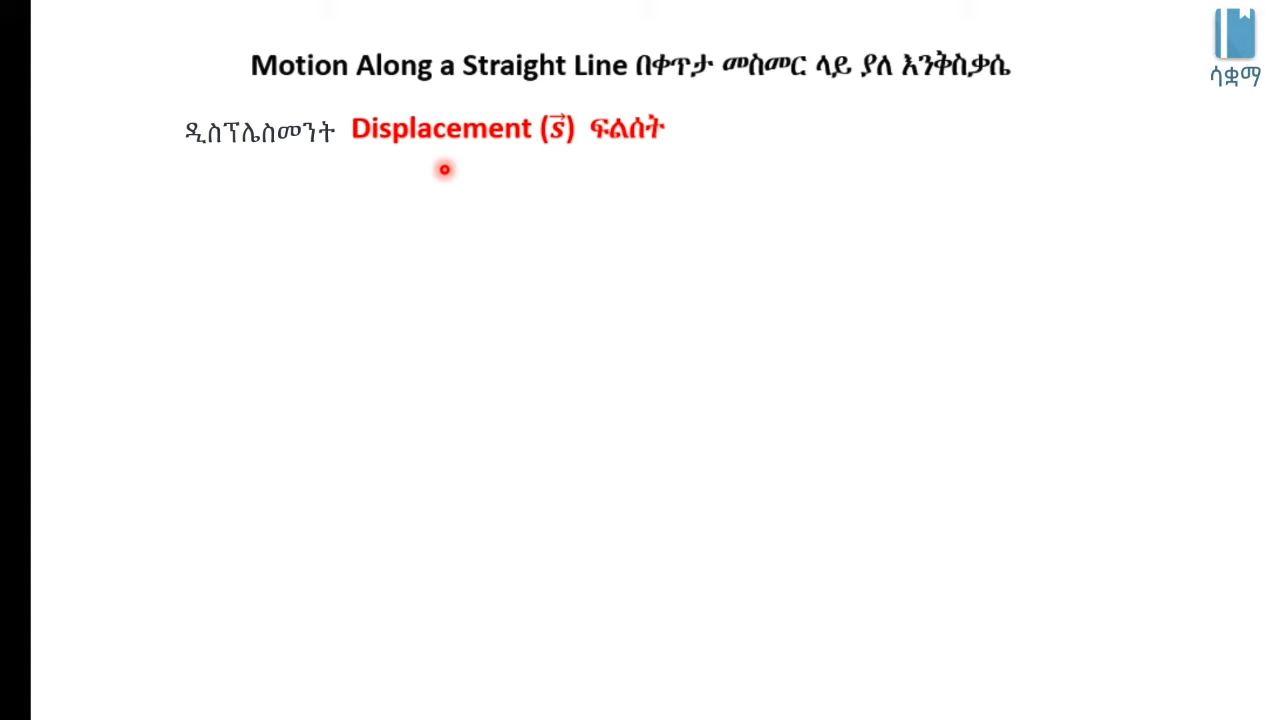 Motion Along a Straight Line በቀጥታ መስመር ላይ ያለ እንቅስቃሴ
ሳቋማ
ዲስፕሌስመንት Displacement (s⃗) ፍልሰት